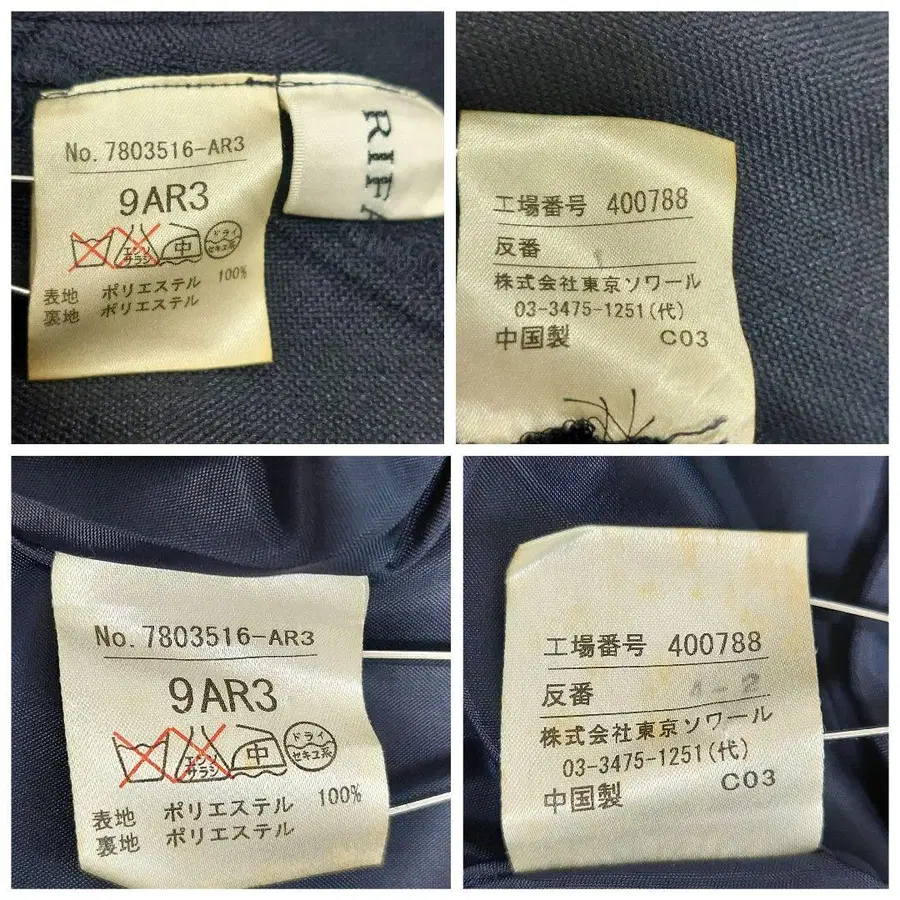 No. 7803516-AR3
9AR3
エンソ
サラシ
中
ドライ
セキユ系
表地 ポリエステル 100%
裏地 ポリエステル
RIFA
工場番号 400788
反番
株式会社東京ソワール
03-3475-1251(代)
中国製 C03
No. 7803516-AR3
9AR3
エンソ
サラシ
中
ドライ
セキユ系
表地 ポリエステル 100%
裏地 ポリエステル
工場番号 400788
反番 1-2
株式会社東京ソワール
03-3475-1251(代)
中国製 C03